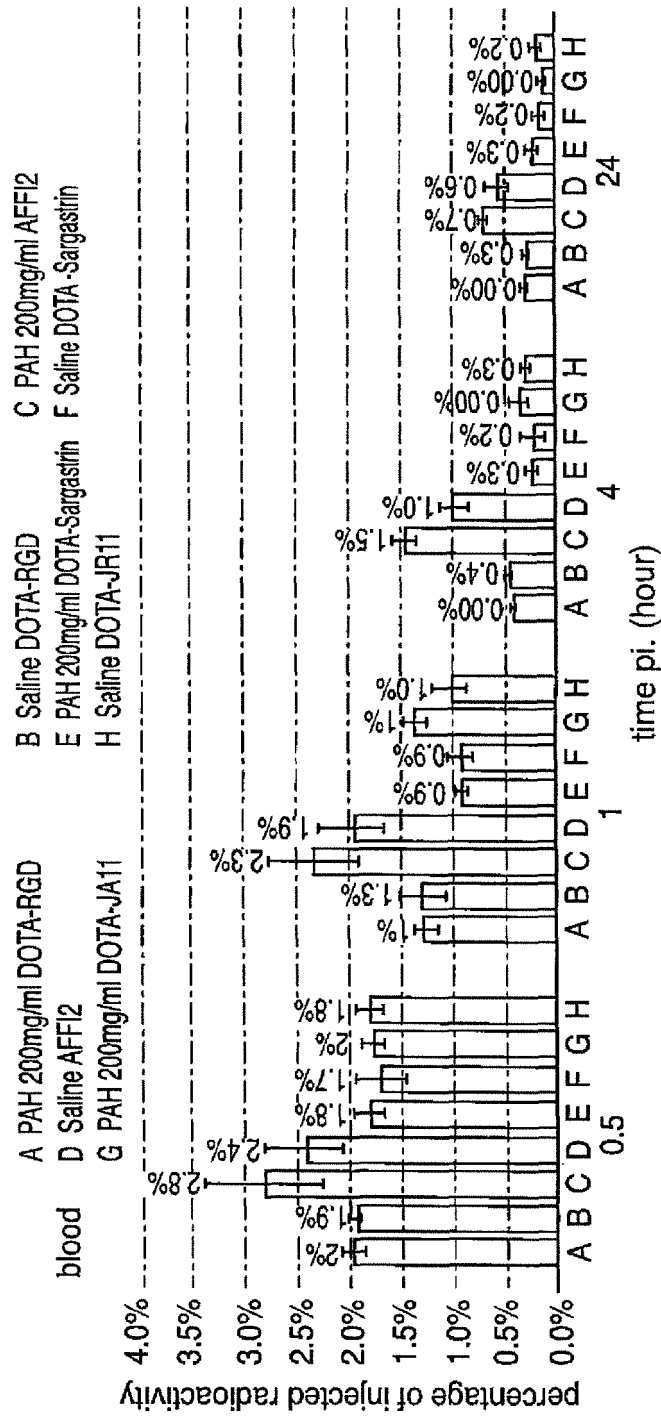 blood
A PAH 200mg/ml DOTA-RGD B Saline DOTA-RGD C PAH 200mg/ml AFFI2
D Saline AFFI2 E PAH 200mg/ml DOTA-Sargastrin F Saline DOTA -Sargastrin
G PAH 200mg/ml DOTA-JA11 H Saline DOTA-JR11
percentage of injected radioactivity
4.0%
3.5%
3.0%
2.5%
2.0%
1.5%
1.0%
0.5%
0.0%
2% 1.9% 2.8% 2.4% 1.8% 1.7% 2% 1.8%
1% 1.3% 2.3% 1,9% 0.9% 0.9% 1% 1.0%
0.00% 0.4% 1.5% 1.0% 0.3% 0.2% 0.00% 0.3%
0.00% 0.3% 0.7% 0.6% 0.3% 0.2% 0.00% 0.2%
A B C D E F G H A B C D E F G H A B C D E F G H A B C D E F G H
0.5 1 4 24
time pi. (hour)